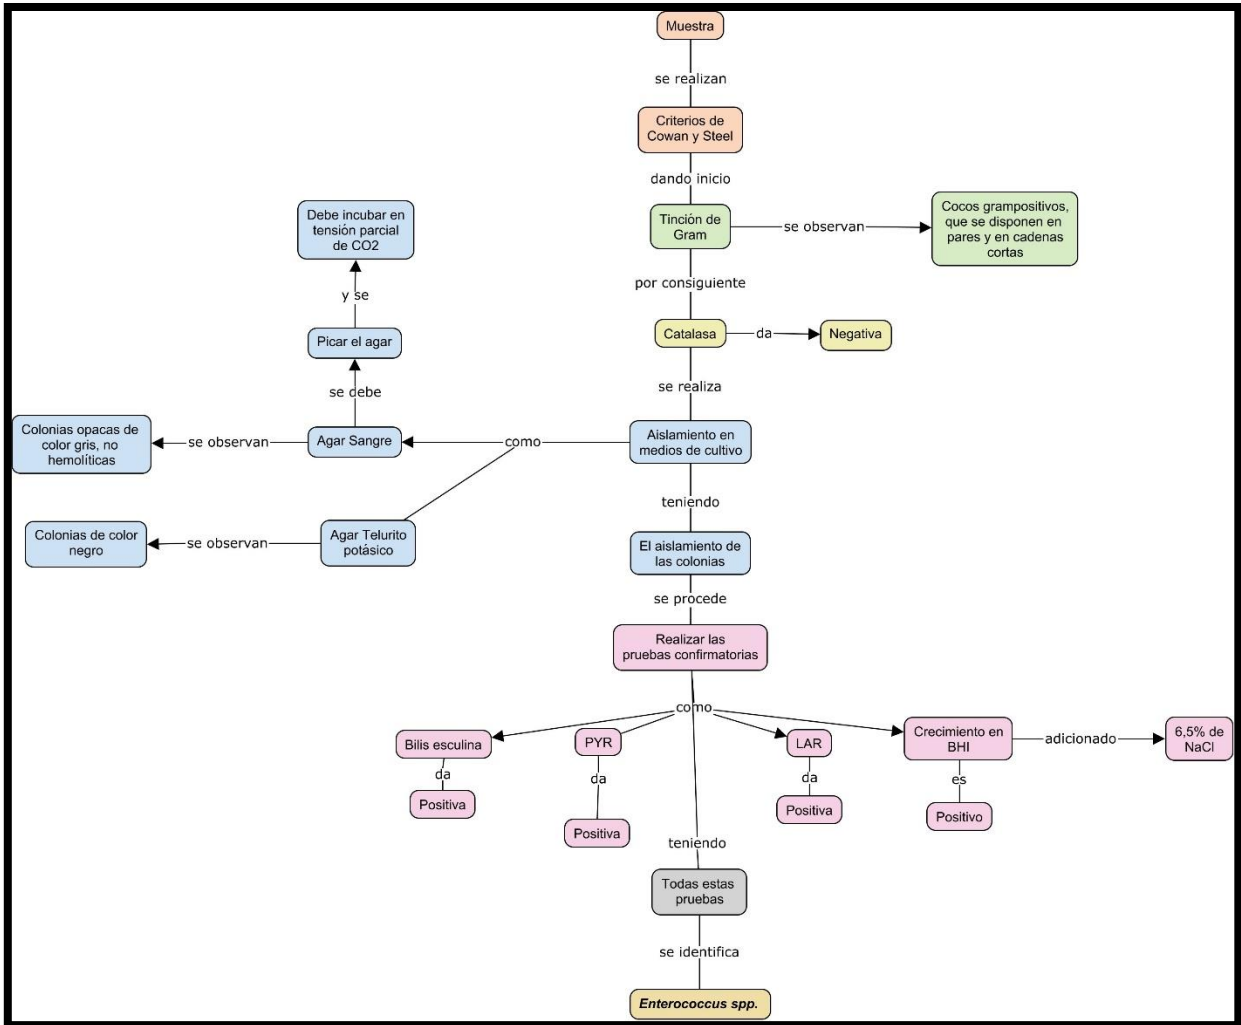 Muestra
se realizan
Criterios de
Cowan y Steel
dando inicio
Tinción de
Gram
se observan
Cocos grampositivos,
que se disponen en
pares y en cadenas
cortas
por consiguiente
Catalasa
da
Negativa
se realiza
Aislamiento en
medios de cultivo
como
Agar Sangre
se debe
Picar el agar
y se
Debe incubar en
tensión parcial
de CO2
se observan
Colonias opacas de
color gris, no
hemolíticas
Agar Telurito
potásico
se observan
Colonias de color
negro
teniendo
El aislamiento de
las colonias
se procede
Realizar las
pruebas confirmatorias
como
Bilis esculina
da
Positiva
PYR
da
Positiva
LAR
da
Positiva
Crecimiento en
BHI
adicionado
6,5% de
NaCl
es
Positivo
teniendo
Todas estas
pruebas
se identifica
Enterococcus spp.